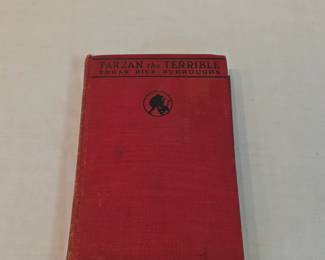 TARZAN the TERRIBLE
EDGAR RICE BURROUGHS